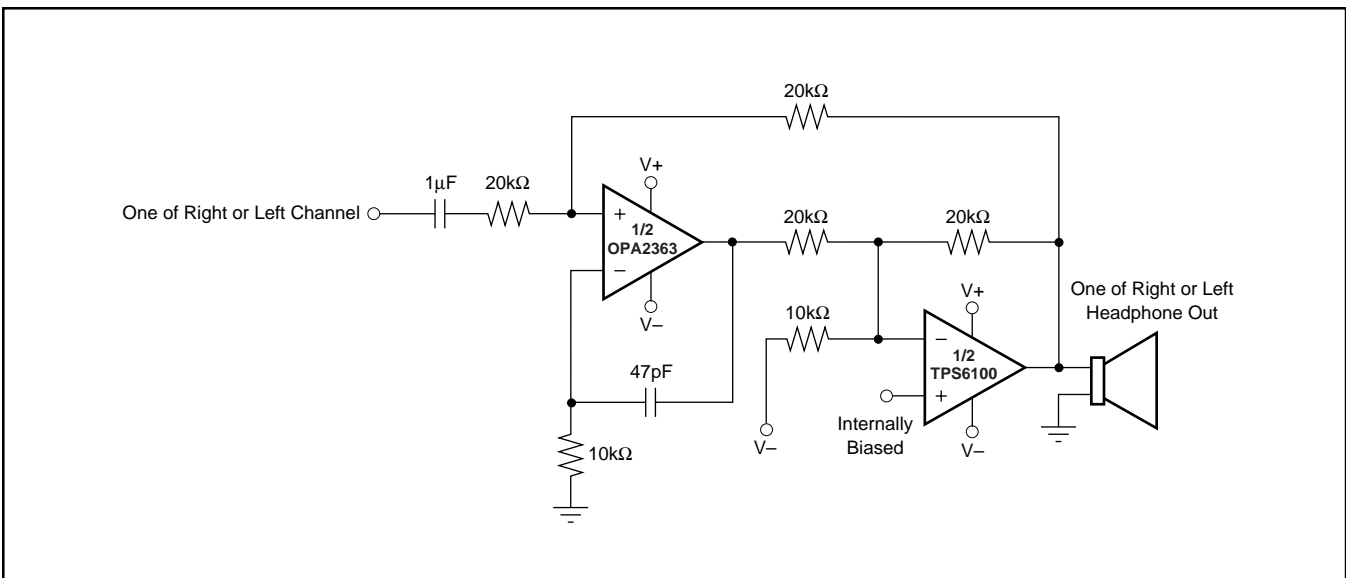 20kΩ
V+
1μF
20kΩ
One of Right or Left Channel
+
1/2
OPA2363
−
V−
20kΩ
20kΩ
10kΩ
V+
One of Right or Left
Headphone Out
−
1/2
TPS6100
+
47pF
Internally
Biased
V−
V−
10kΩ